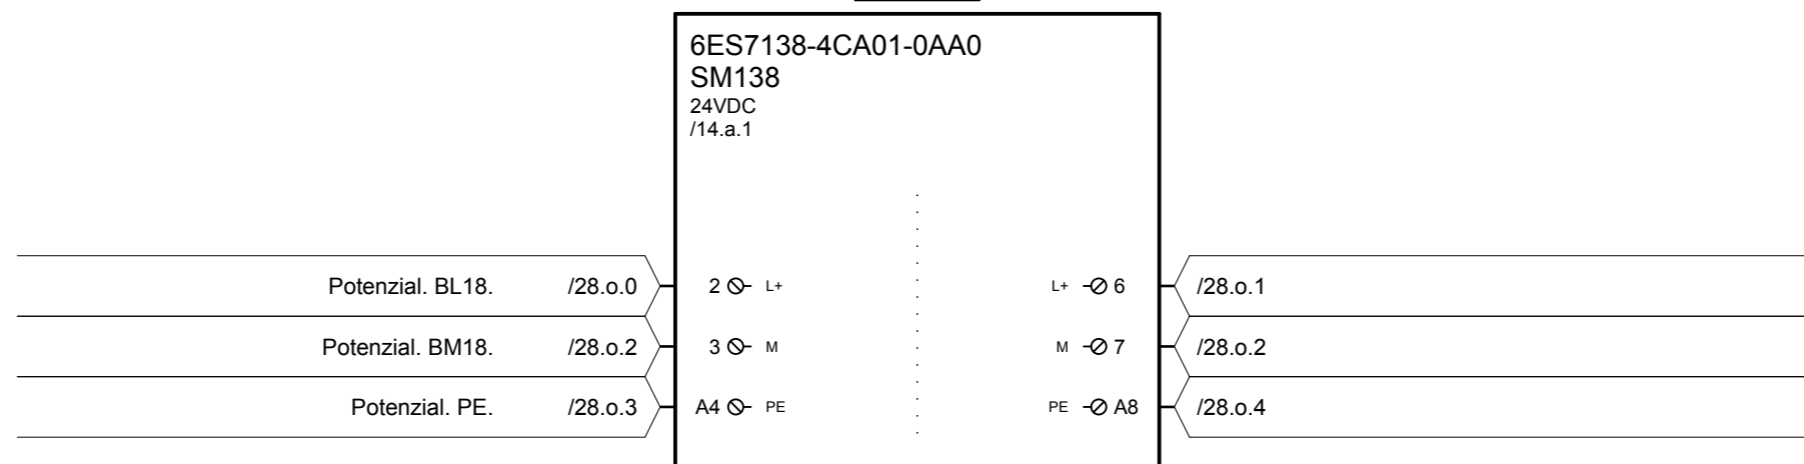 6ES7138-4CA01-0AA0
SM138
24VDC
/14.a.1
Potenzial. BL18. /28.o.0 2 L+ L+ 6 /28.o.1
Potenzial. BM18. /28.o.2 3 M M 7 /28.o.2
Potenzial. PE. /28.o.3 A4 PE PE A8 /28.o.4